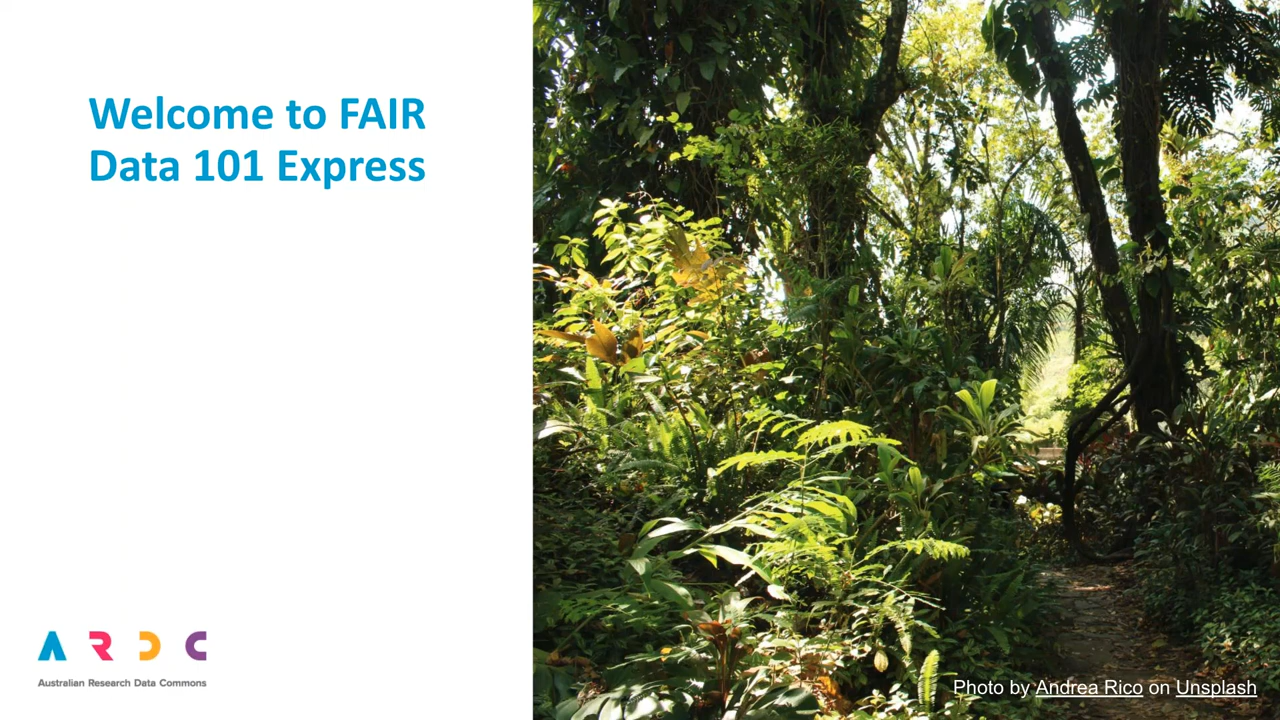 Welcome to FAIR
Data 101 Express
ARDC
Australian Research Data Commons
Photo by Andrea Rico on Unsplash